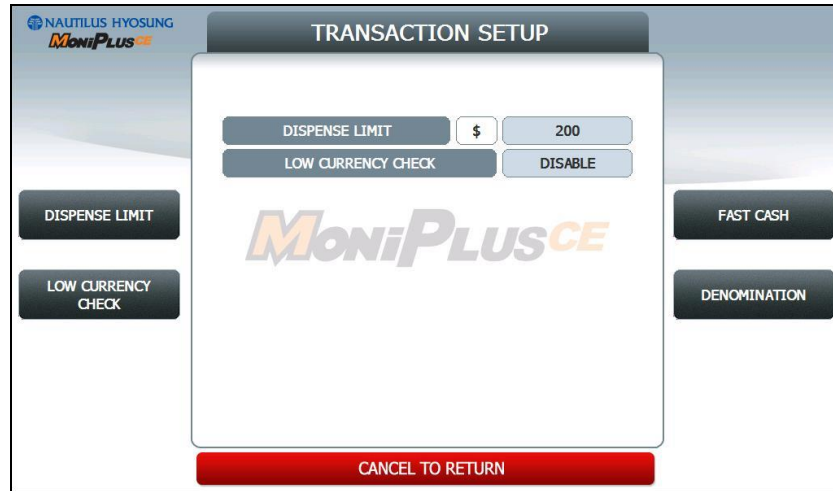 NAUTILUS HYOSUNG
MONiPLUSCE
TRANSACTION SETUP
DISPENSE LIMIT $ 200
LOW CURRENCY CHECK DISABLE
DISPENSE LIMIT
FAST CASH
MONiPLUSCE
LOW CURRENCY
CHECK
DENOMINATION
CANCEL TO RETURN